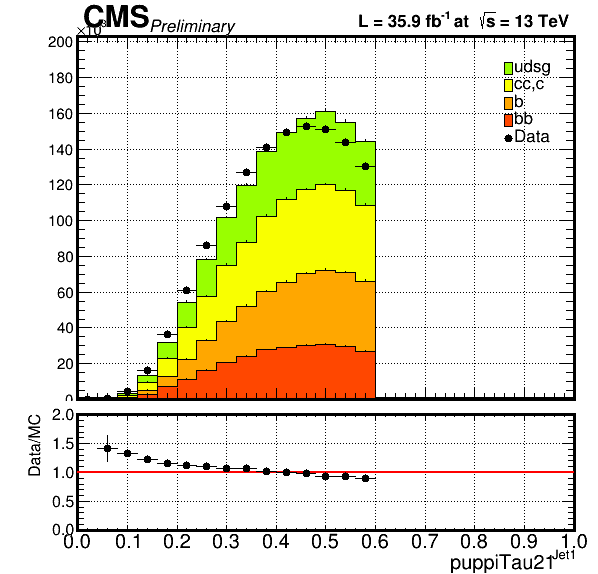 CMS Preliminary L = 35.9 fb⁻¹ at √s = 13 TeV
×10³
200
180
160
140
120
100
80
60
40
20
0
udsg
cc,c
b
bb
Data
Data/MC
2.0
1.5
1.0
0.5
0.0
0.0 0.1 0.2 0.3 0.4 0.5 0.6 0.7 0.8 0.9 1.0
puppiTau21^Jet1